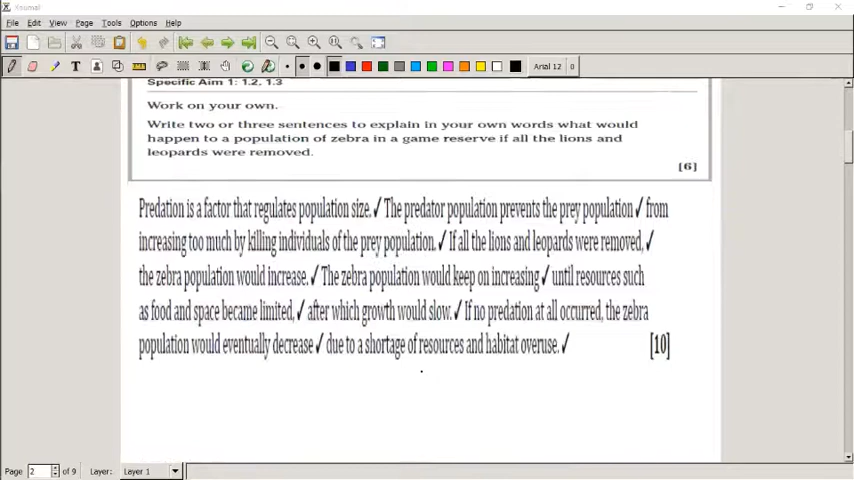 Xournal
File Edit View Page Tools Options Help
T Arial 12 0
Specific Aim 1: 1.2, 1.3
Work on your own.
Write two or three sentences to explain in your own words what would
happen to a population of zebra in a game reserve if all the lions and
leopards were removed.
[6]
Predation is a factor that regulates population size. ✓ The predator population prevents the prey population ✓ from
increasing too much by killing individuals of the prey population. ✓ If all the lions and leopards were removed, ✓
the zebra population would increase. ✓ The zebra population would keep on increasing ✓ until resources such
as food and space became limited, ✓ after which growth would slow. ✓ If no predation at all occurred, the zebra
population would eventually decrease ✓ due to a shortage of resources and habitat overuse. ✓ [10]
Page 2 of 9 Layer: Layer 1